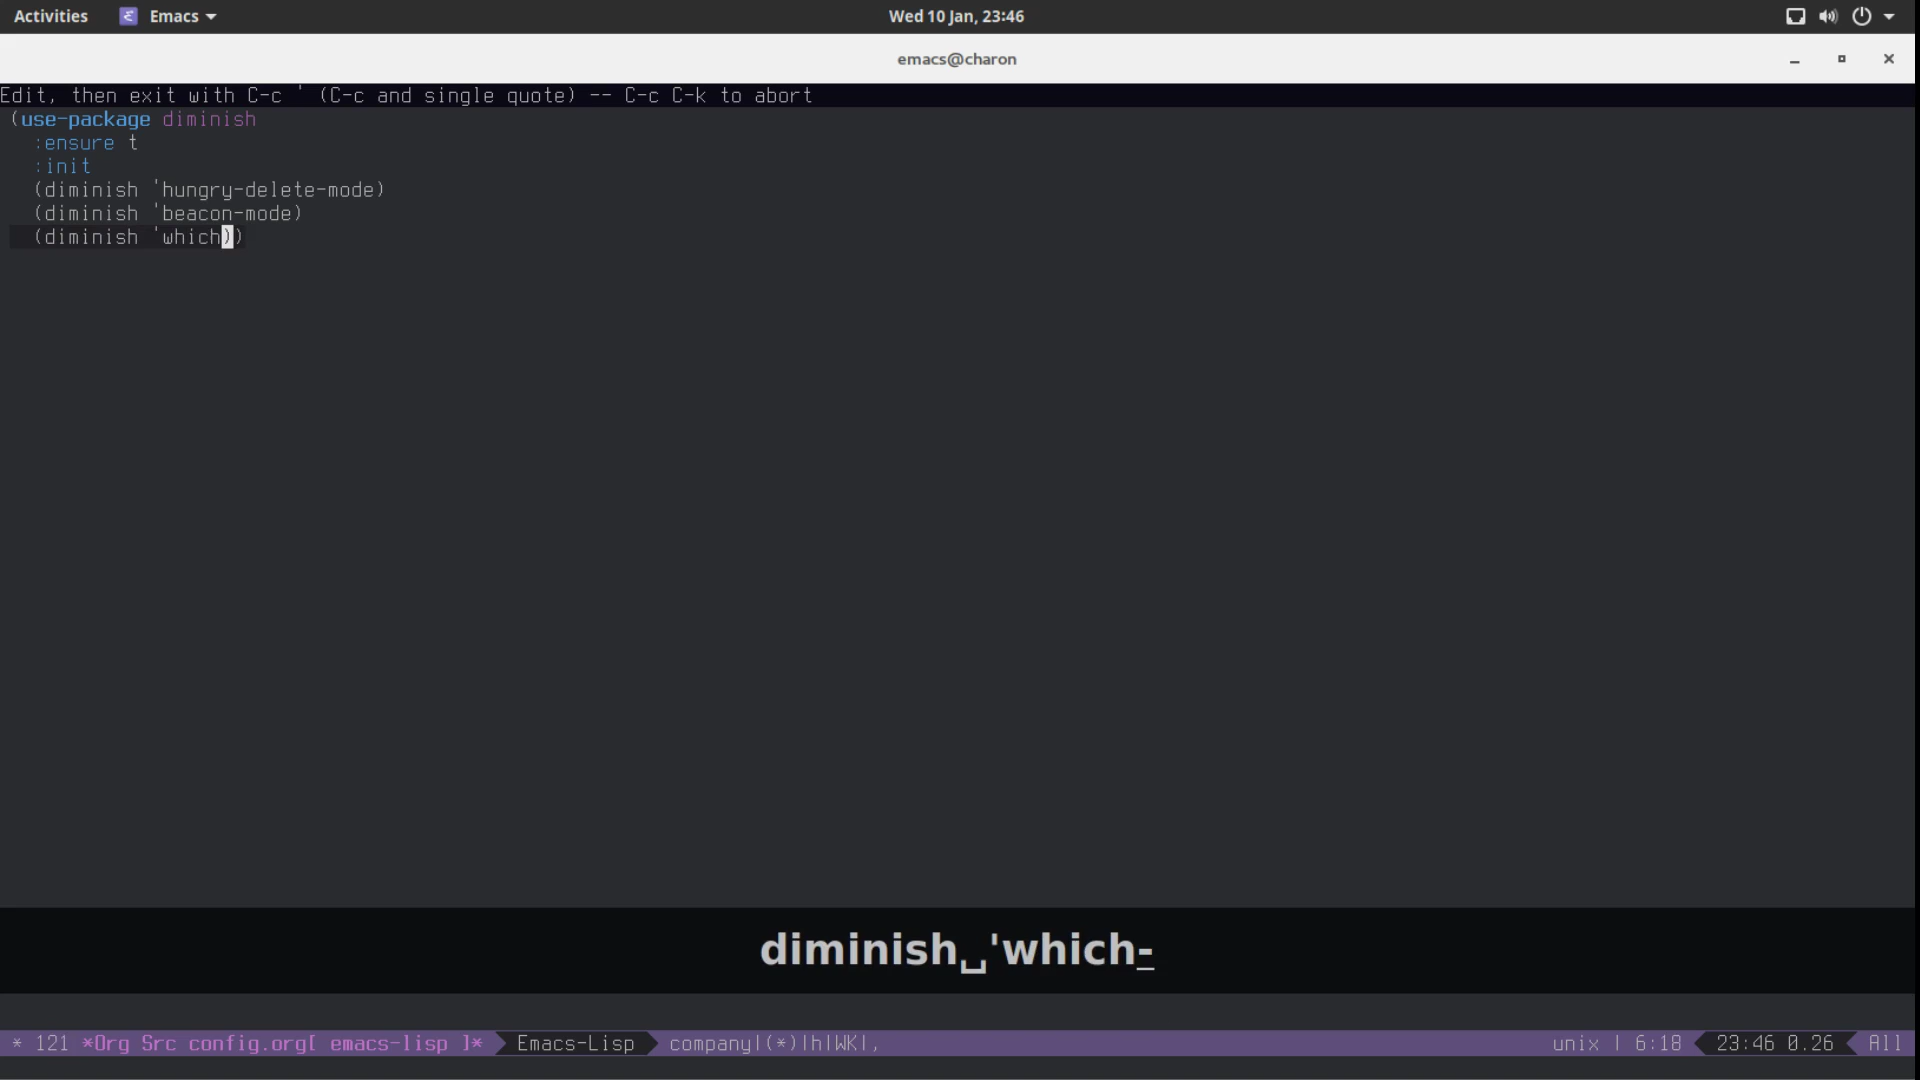 Activities Emacs Wed 10 Jan, 23:46
emacs@charon
Edit, then exit with C-c ' (C-c and single quote) -- C-c C-k to abort
(use-package diminish
:ensure t
:init
(diminish 'hungry-delete-mode)
(diminish 'beacon-mode)
(diminish 'which))
diminish␣'which-
* 121 *Org Src config.org[ emacs-lisp ]* Emacs-Lisp company|(*)|h|WK|, unix | 6:18 23:46 0.26 All